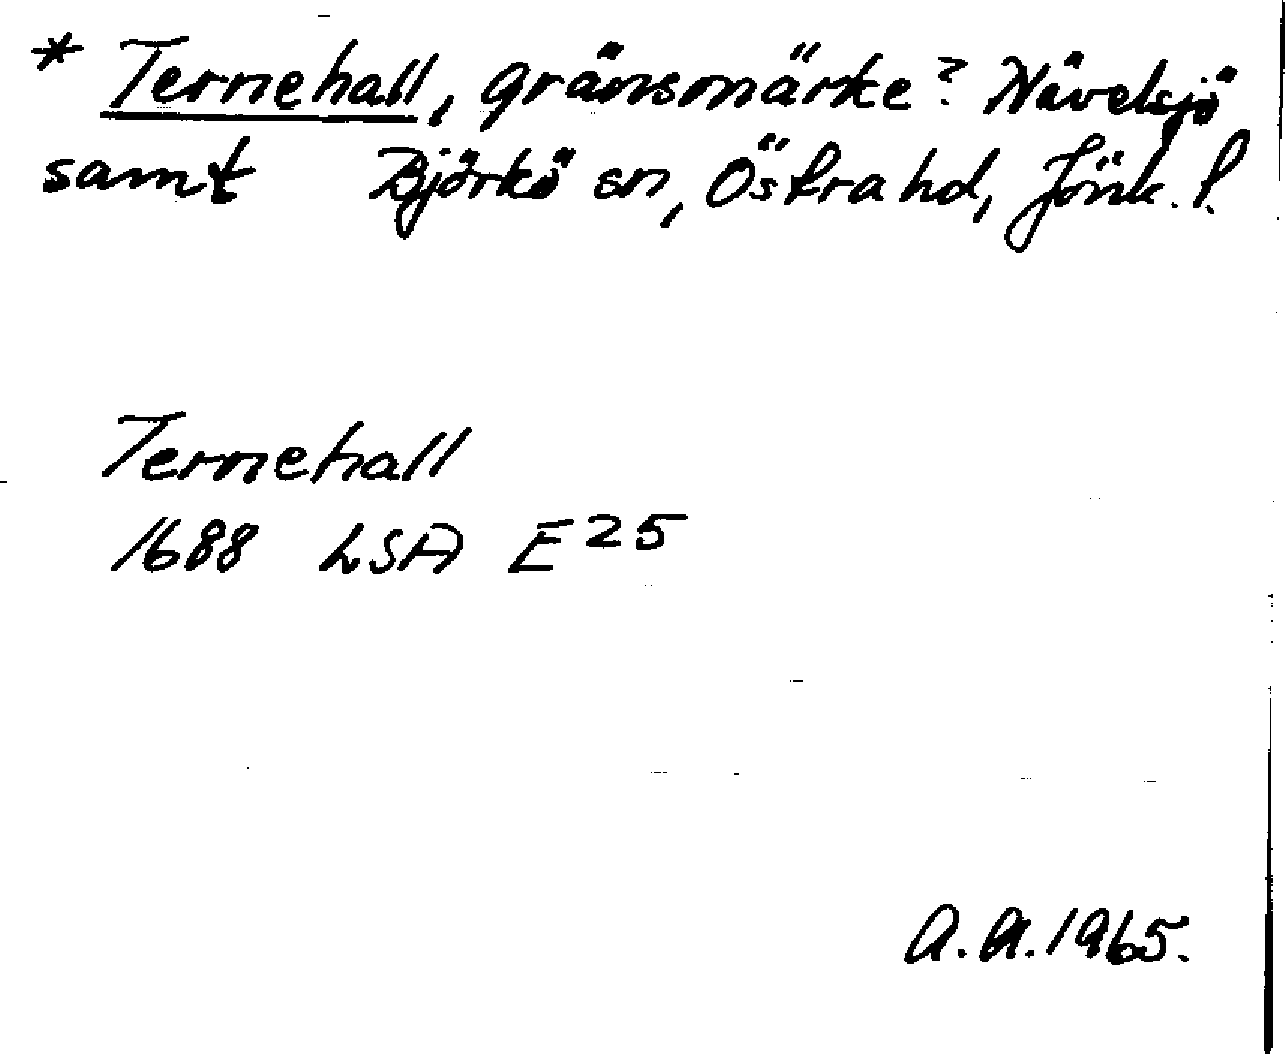 * Ternehall, gränsmärke? Nävelsjö
samt Björkö sn, Östra hd, Jönk. l.
Ternehall
1688 LSA E25
A.A. 1965.